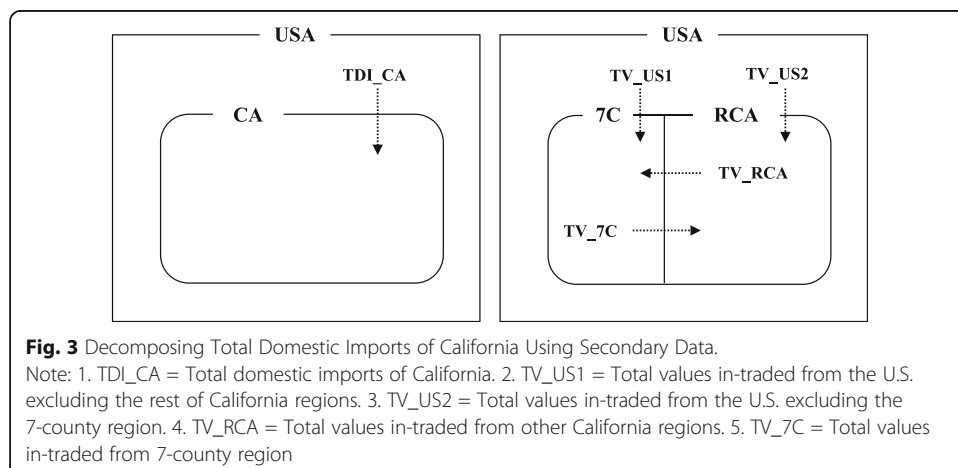 USA
TDI_CA
CA
USA
TV_US1
TV_US2
7C
RCA
TV_RCA
TV_7C
Fig. 3 Decomposing Total Domestic Imports of California Using Secondary Data.
Note: 1. TDI_CA = Total domestic imports of California. 2. TV_US1 = Total values in-traded from the U.S.
excluding the rest of California regions. 3. TV_US2 = Total values in-traded from the U.S. excluding the
7-county region. 4. TV_RCA = Total values in-traded from other California regions. 5. TV_7C = Total values
in-traded from 7-county region